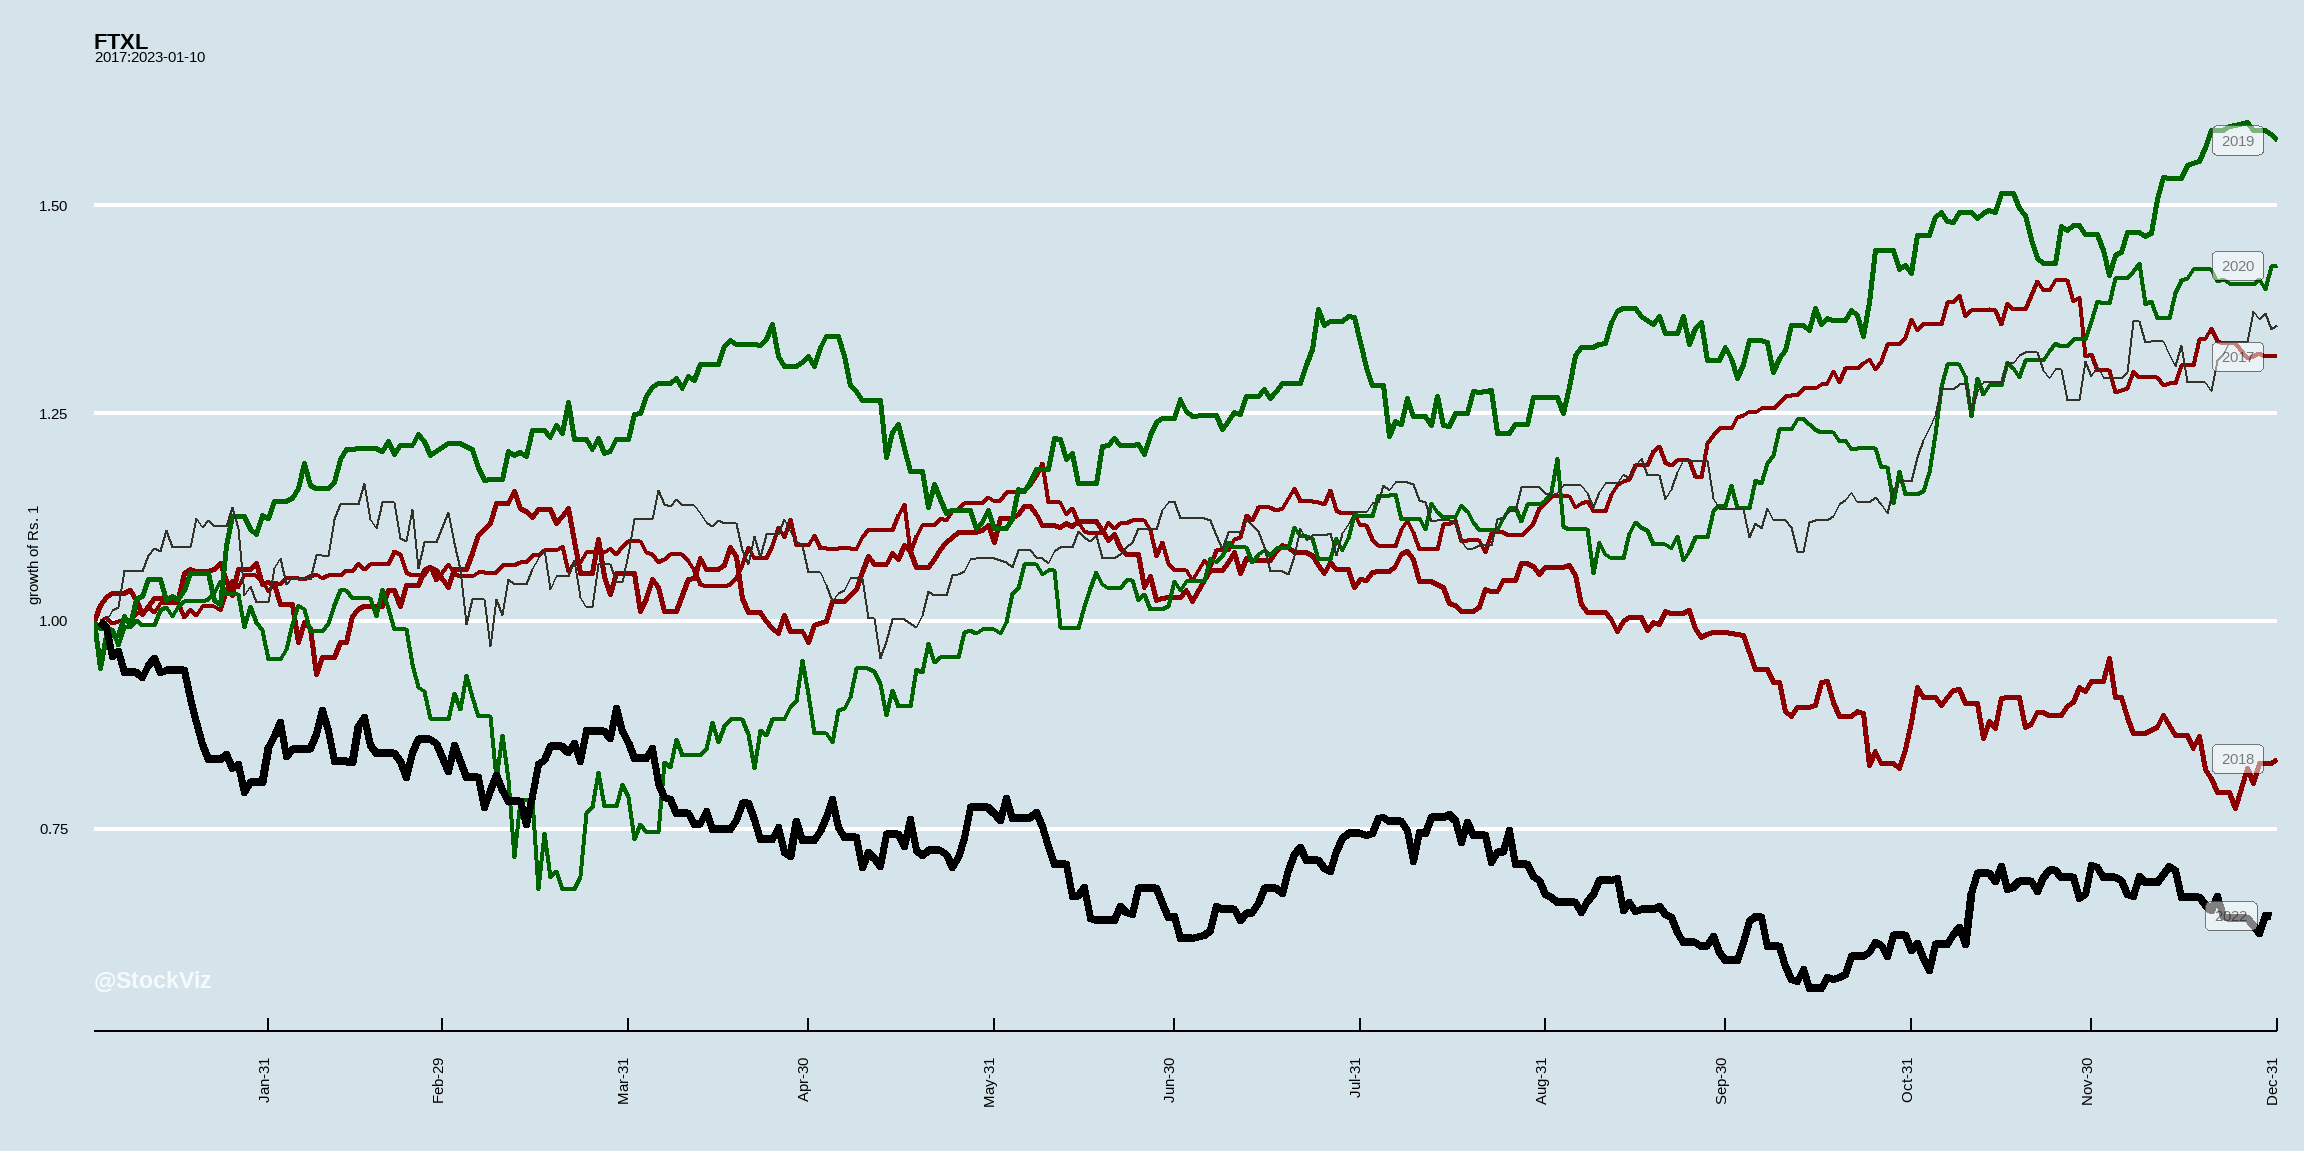 FTXL
2017:2023-01-10
2019
1.50
2020
201
1.25
growth of Rs. 1
1.00
2018
0.75
2022
@StockViz
Jan-31
Feb-29
Mar-31
Apr-30
May-31
Jun-30
Jul-31
Aug-31
Sep-30
Oct-31
Nov-30
Dec-31